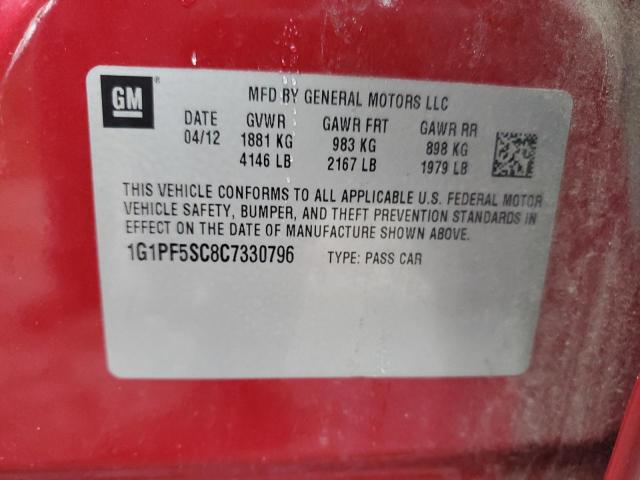 GM ®
MFD BY GENERAL MOTORS LLC
DATE GVWR GAWR FRT GAWR RR
04/12 1881 KG 983 KG 898 KG
4146 LB 2167 LB 1979 LB
THIS VEHICLE CONFORMS TO ALL APPLICABLE U.S. FEDERAL MOTOR
VEHICLE SAFETY, BUMPER, AND THEFT PREVENTION STANDARDS IN
EFFECT ON THE DATE OF MANUFACTURE SHOWN ABOVE.
1G1PF5SC8C7330796 TYPE: PASS CAR